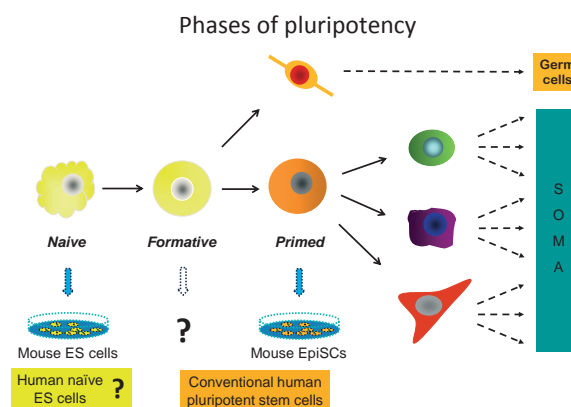 Phases of pluripotency
Germ
cells
S
O
M
A
Naive
Formative
Primed
?
Mouse ES cells
Mouse EpiSCs
Human naïve
ES cells
?
Conventional human
pluripotent stem cells